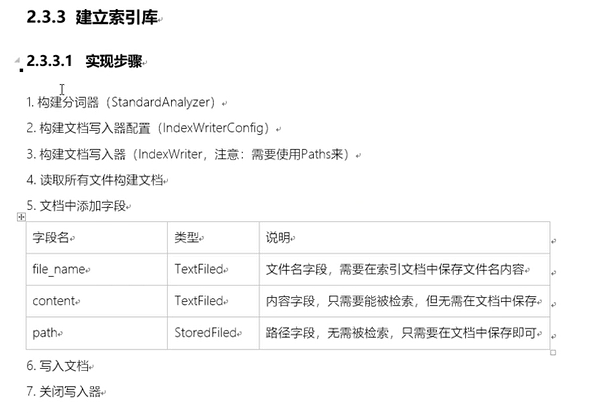 2.3.3 建立索引库
2.3.3.1 实现步骤
1. 构建分词器（StandardAnalyzer）
2. 构建文档写入器配置（IndexWriterConfig）
3. 构建文档写入器（IndexWriter，注意：需要使用Paths来）
4. 读取所有文件构建文档
5. 文档中添加字段
字段名 类型 说明
file_name TextFiled 文件名字段，需要在索引文档中保存文件名内容
content TextFiled 内容字段，只需要能被检索，但无需在文档中保存
path StoredFiled 路径字段，无需被检索，只需要在文档中保存即可
6. 写入文档
7. 关闭写入器